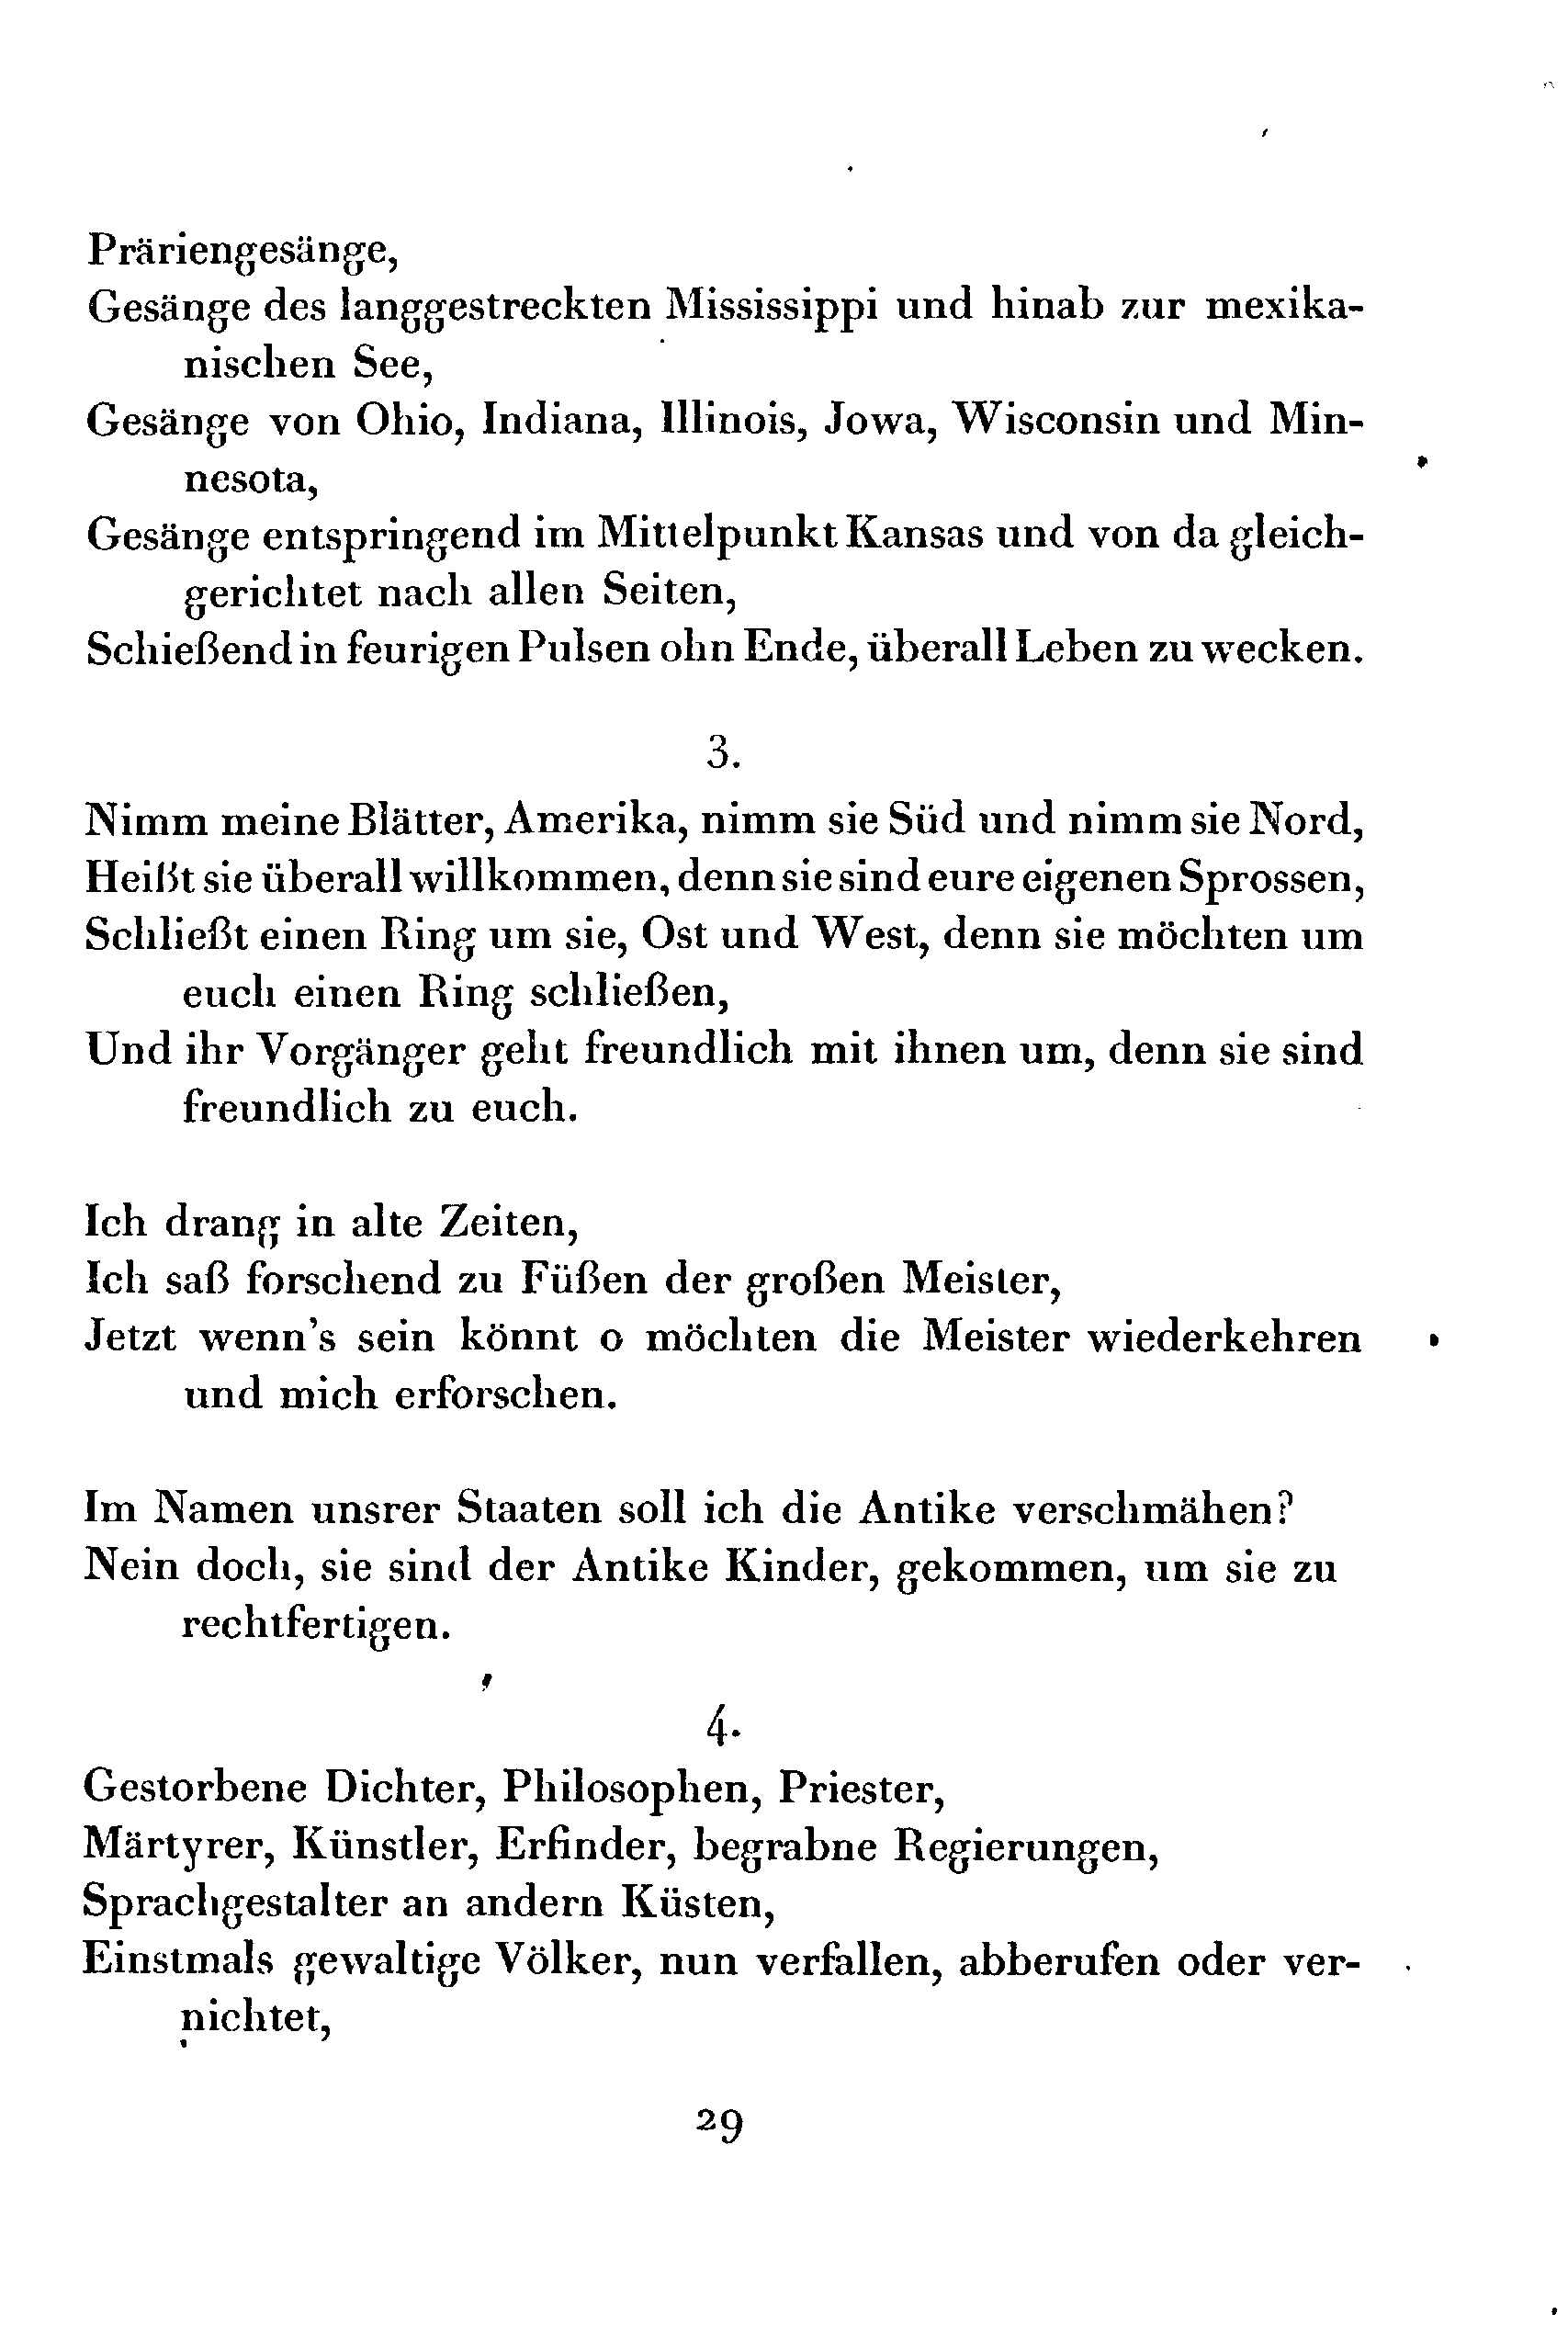 Präriengesänge,
Gesänge des langgestreckten Mississippi und hinab zur mexika-
nischen See,
Gesänge von Ohio, Indiana, Illinois, Jowa, Wisconsin und Min-
nesota,
Gesänge entspringend im Mittelpunkt Kansas und von da gleich-
gerichtet nach allen Seiten,
Schießend in feurigen Pulsen ohn Ende, überall Leben zu wecken.
3.
Nimm meine Blätter, Amerika, nimm sie Süd und nimm sie Nord,
Heißt sie überall willkommen, denn sie sind eure eigenen Sprossen,
Schließt einen Ring um sie, Ost und West, denn sie möchten um
euch einen Ring schließen,
Und ihr Vorgänger geht freundlich mit ihnen um, denn sie sind
freundlich zu euch.
Ich drang in alte Zeiten,
Ich saß forschend zu Füßen der großen Meister,
Jetzt wenn's sein könnt o möchten die Meister wiederkehren
und mich erforschen.
Im Namen unsrer Staaten soll ich die Antike verschmähen?
Nein doch, sie sind der Antike Kinder, gekommen, um sie zu
rechtfertigen.
4.
Gestorbene Dichter, Philosophen, Priester,
Märtyrer, Künstler, Erfinder, begrabne Regierungen,
Sprachgestalter an andern Küsten,
Einstmals gewaltige Völker, nun verfallen, abberufen oder ver-
nichtet,
29